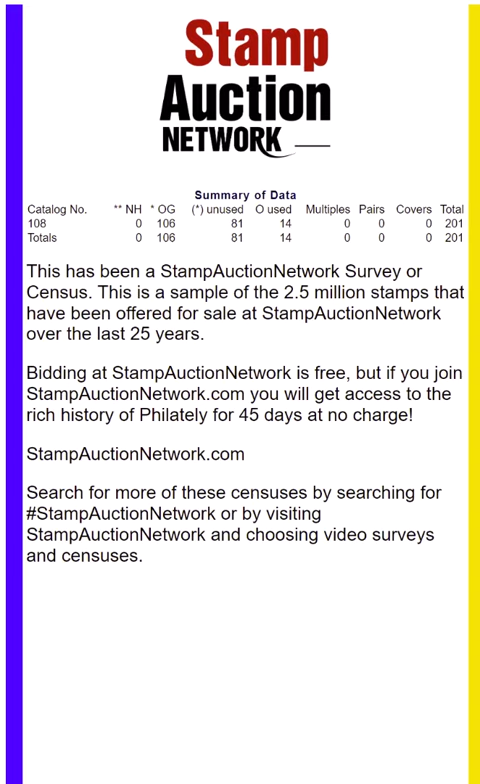 Stamp
Auction
NETWORK
Summary of Data
Catalog No. ** NH * OG (*) unused O used Multiples Pairs Covers Total
108 0 106 81 14 0 0 0 201
Totals 0 106 81 14 0 0 0 201
This has been a StampAuctionNetwork Survey or
Census. This is a sample of the 2.5 million stamps that
have been offered for sale at StampAuctionNetwork
over the last 25 years.
Bidding at StampAuctionNetwork is free, but if you join
StampAuctionNetwork.com you will get access to the
rich history of Philately for 45 days at no charge!
StampAuctionNetwork.com
Search for more of these censuses by searching for
#StampAuctionNetwork or by visiting
StampAuctionNetwork and choosing video surveys
and censuses.